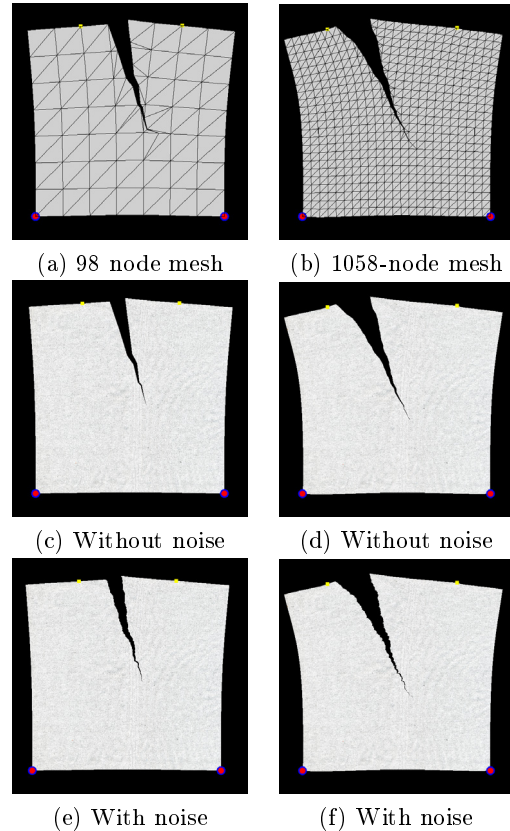 (a) 98 node mesh
(b) 1058-node mesh
(c) Without noise
(d) Without noise
(e) With noise
(f) With noise